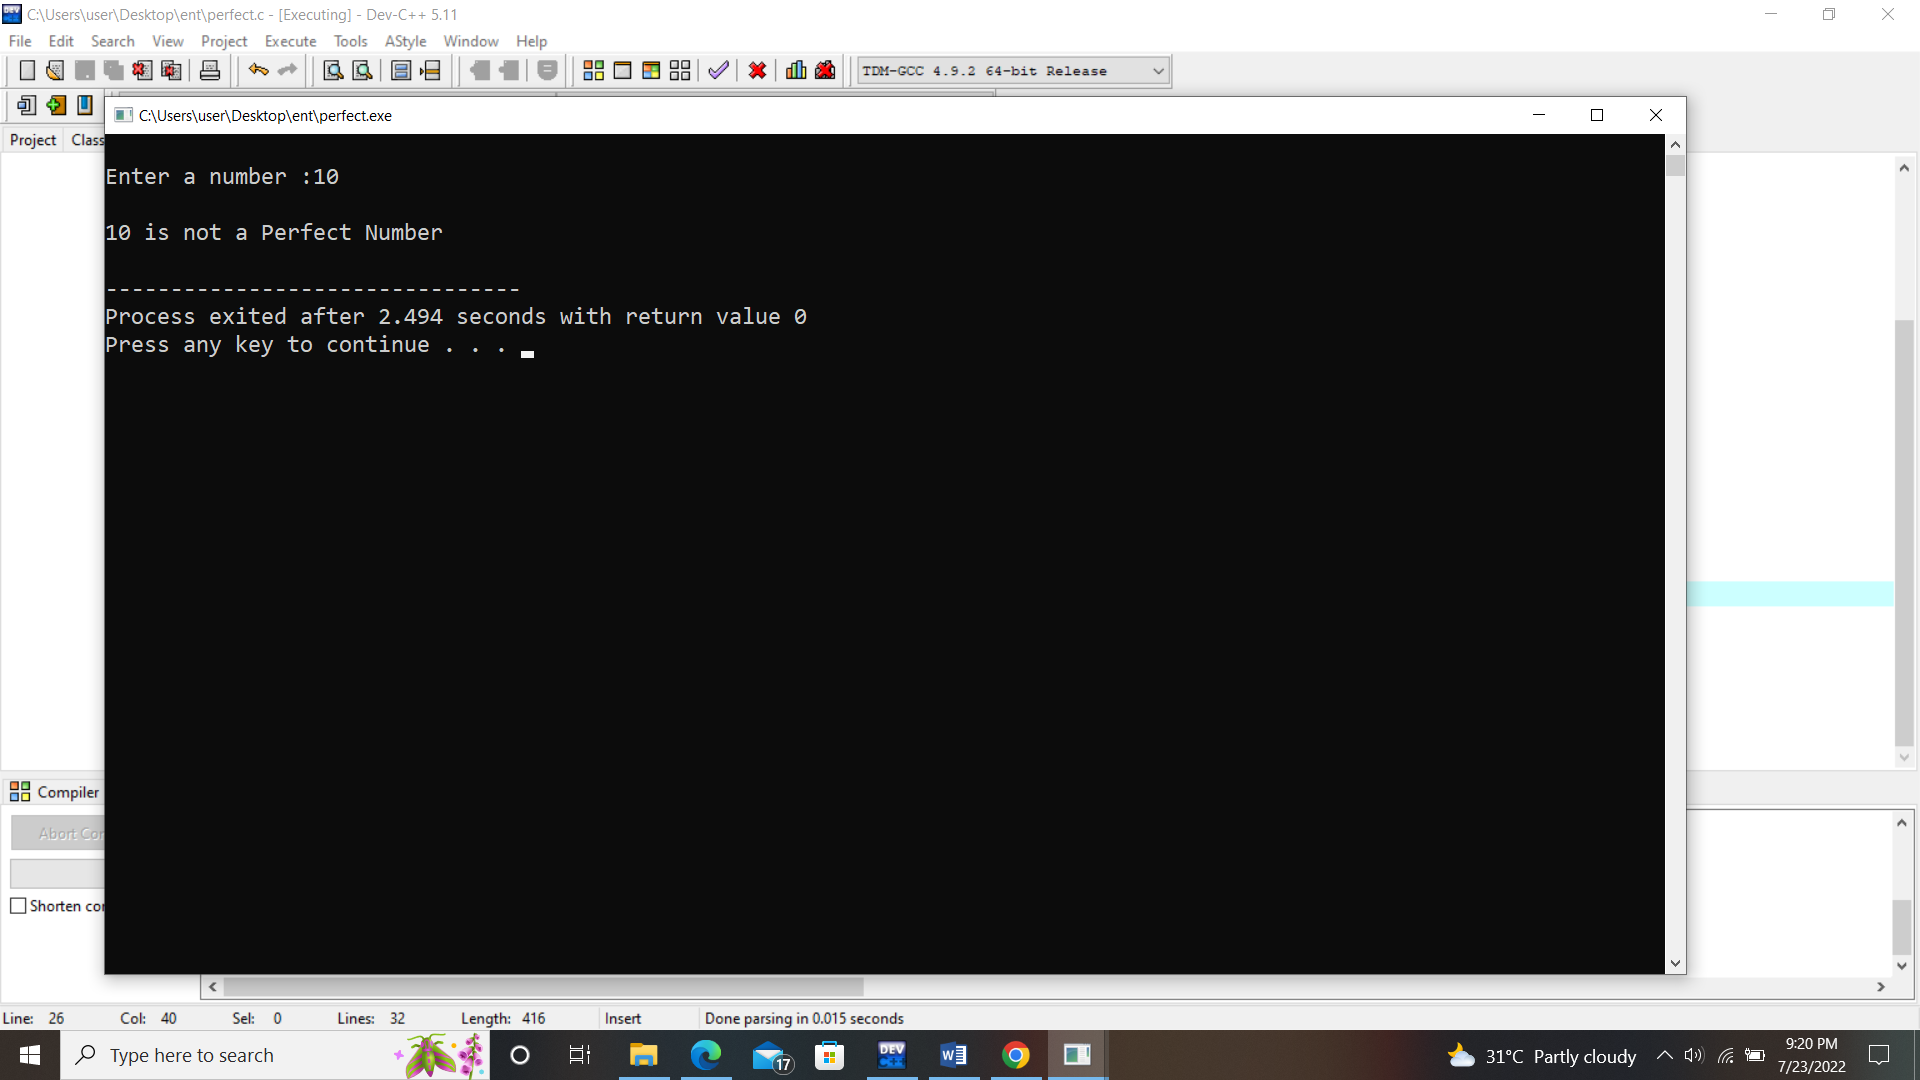 C:\Users\user\Desktop\ent\perfect.c - [Executing] - Dev-C++ 5.11
File Edit Search View Project Execute Tools AStyle Window Help
TDM-GCC 4.9.2 64-bit Release
C:\Users\user\Desktop\ent\perfect.exe
Project Class
Enter a number :10
10 is not a Perfect Number
--------------------------------
Process exited after 2.494 seconds with return value 0
Press any key to continue . . .
Compiler
Abort Cor
Shorten cor
Line: 26 Col: 40 Sel: 0 Lines: 32 Length: 416 Insert Done parsing in 0.015 seconds
Type here to search
17
DEV
C++
31°C Partly cloudy
9:20 PM
7/23/2022